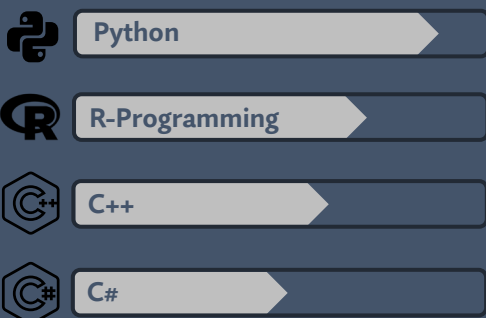 Python
R
R-Programming
C++
C++
C#
C#